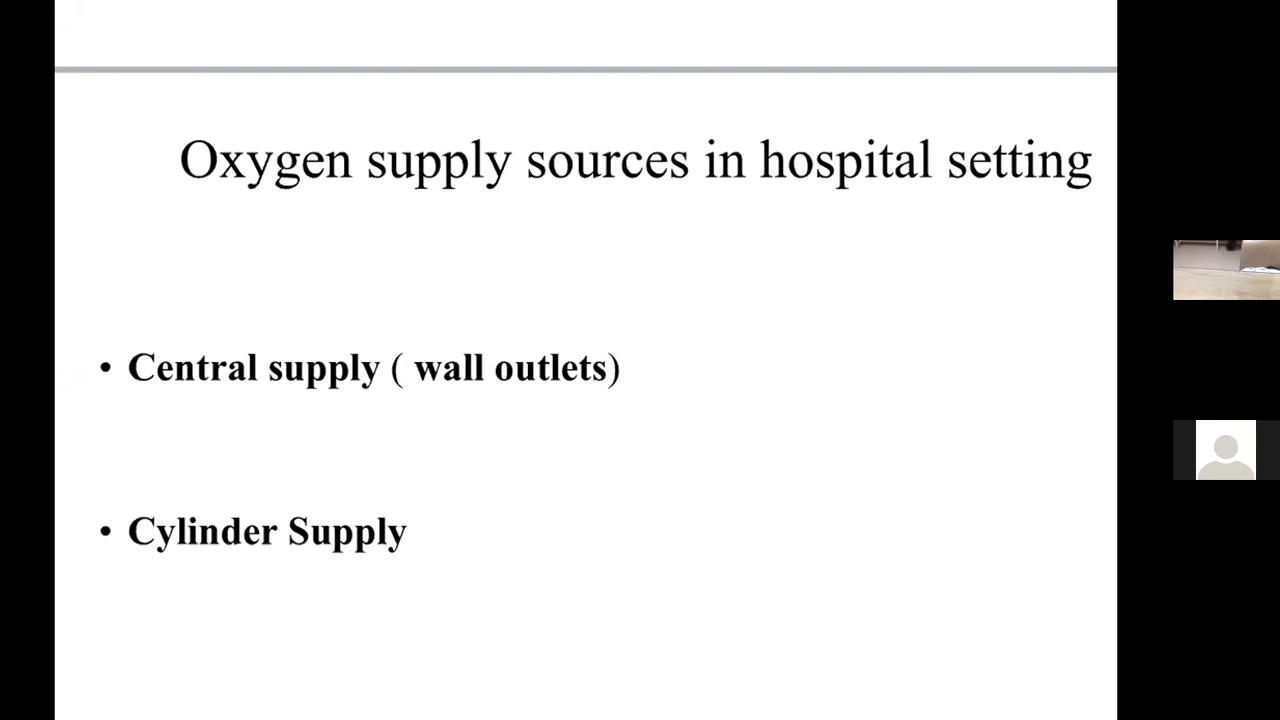 Oxygen supply sources in hospital setting
• Central supply ( wall outlets)
• Cylinder Supply